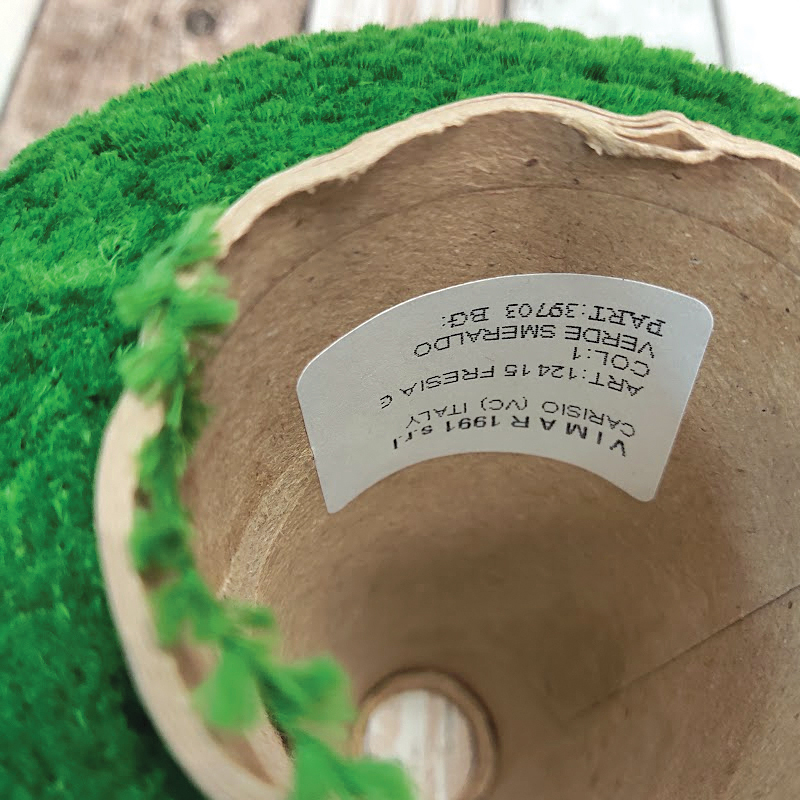 VIMAR 1991 s.r.l
CARISIO (VC) ITALY
ART:12415 FRESIA 6
COL:1
VERDE SMERALDO
PART:39703 BG: